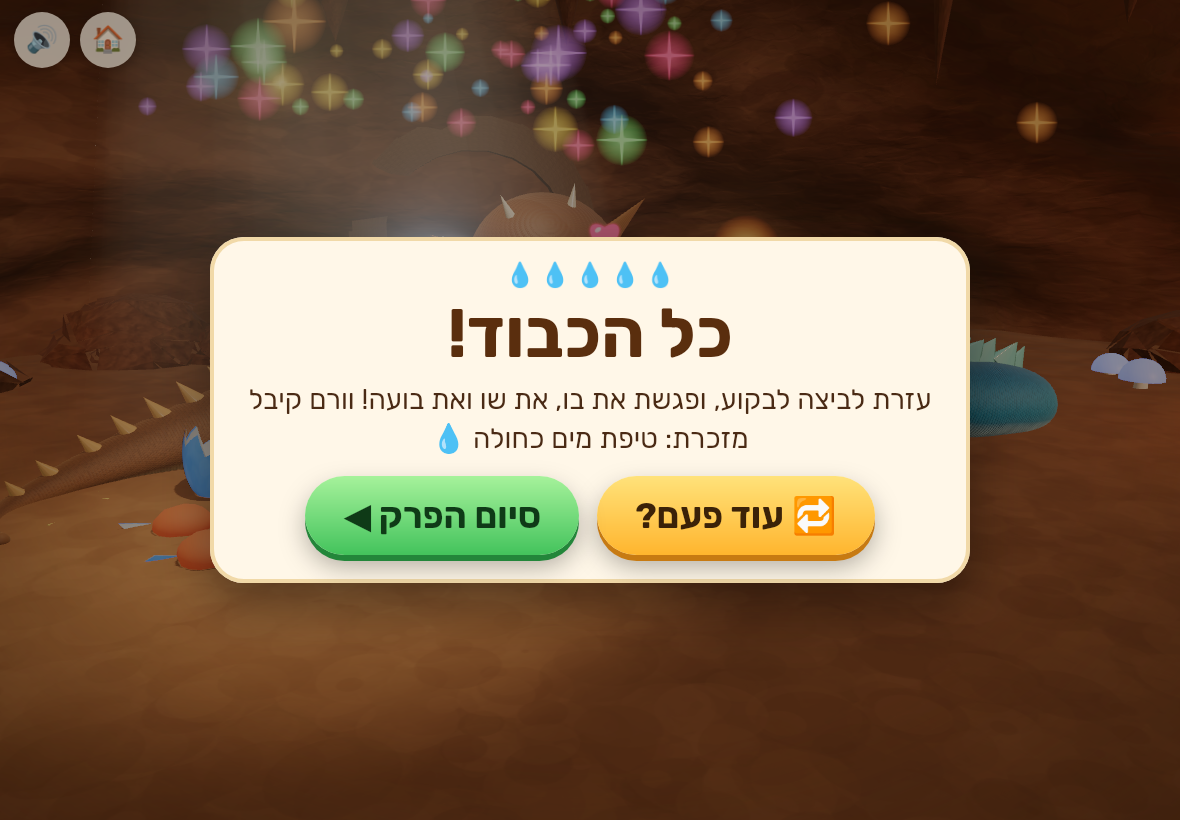 כל הכבוד!
עזרת לביצה לבקוע, ופגשת את בו, את שו ואת בועה! וורם קיבל
מזכרת: טיפת מים כחולה 💧
🔁 עוד פעם?
סיום הפרק ◀